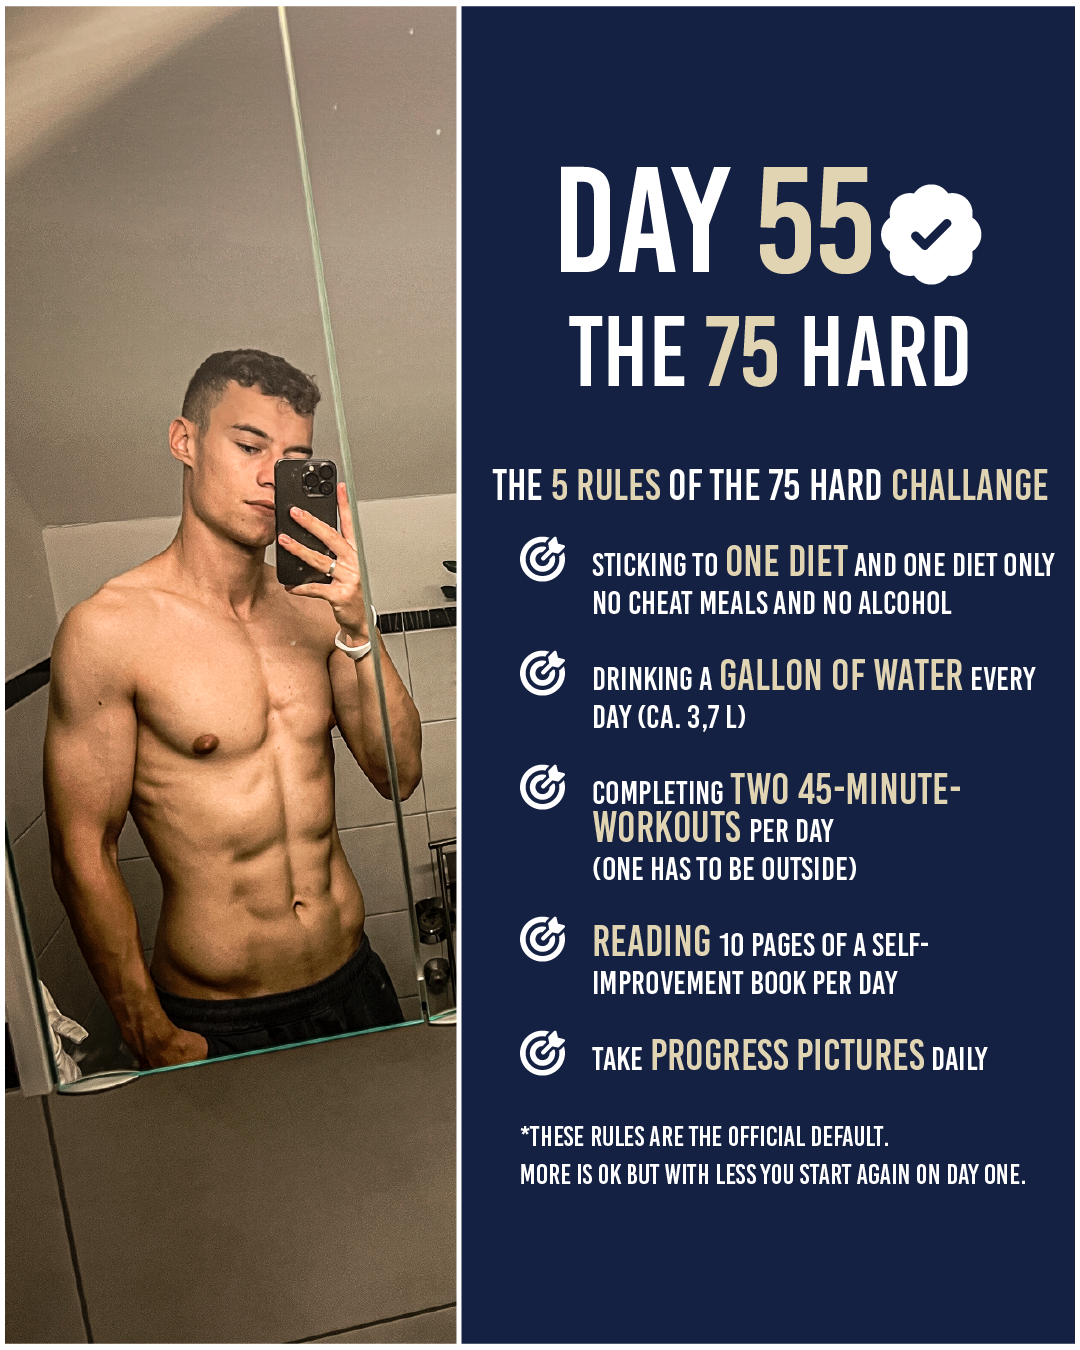 DAY 55
THE 75 HARD
THE 5 RULES OF THE 75 HARD CHALLANGE
STICKING TO ONE DIET AND ONE DIET ONLY
NO CHEAT MEALS AND NO ALCOHOL
DRINKING A GALLON OF WATER EVERY
DAY (CA. 3,7 L)
COMPLETING TWO 45-MINUTE-
WORKOUTS PER DAY
(ONE HAS TO BE OUTSIDE)
READING 10 PAGES OF A SELF-
IMPROVEMENT BOOK PER DAY
TAKE PROGRESS PICTURES DAILY
*THESE RULES ARE THE OFFICIAL DEFAULT.
MORE IS OK BUT WITH LESS YOU START AGAIN ON DAY ONE.